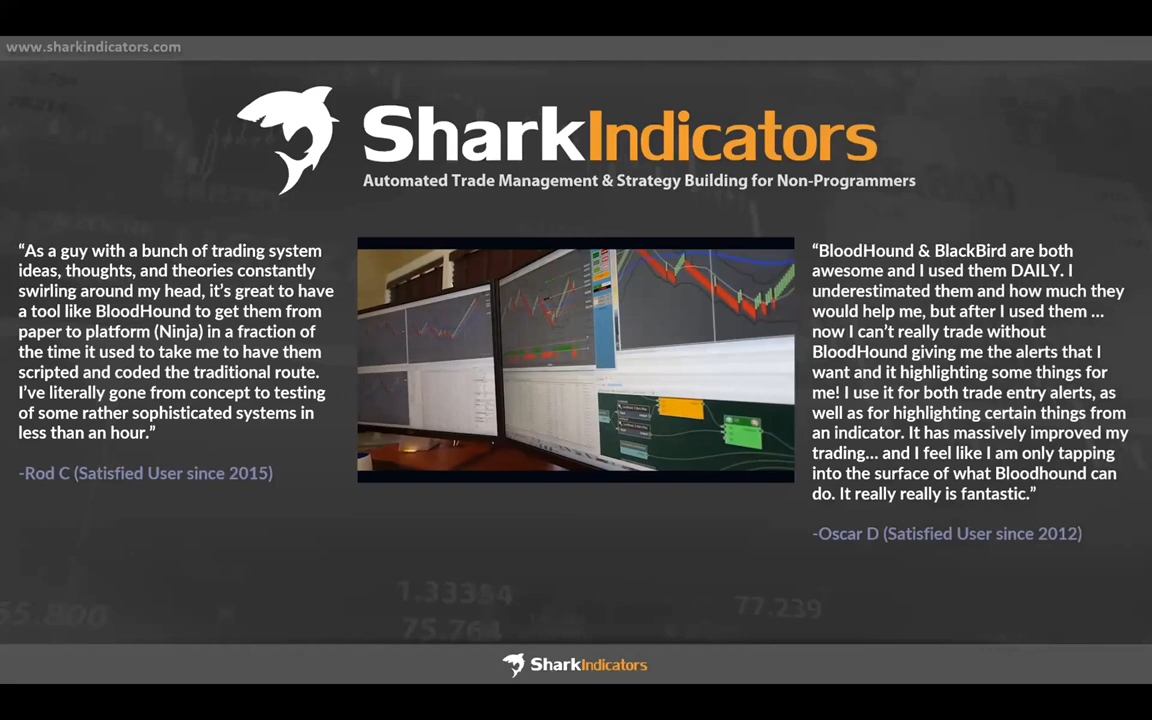 www.sharkindicators.com
SharkIndicators
Automated Trade Management & Strategy Building for Non-Programmers
“As a guy with a bunch of trading system
ideas, thoughts, and theories constantly
swirling around my head, it’s great to have
a tool like BloodHound to get them from
paper to platform (Ninja) in a fraction of
the time it used to take me to have them
scripted and coded the traditional route.
I’ve literally gone from concept to testing
of some rather sophisticated systems in
less than an hour.”
-Rod C (Satisfied User since 2015)
“BloodHound & BlackBird are both
awesome and I used them DAILY. I
underestimated them and how much they
would help me, but after I used them ...
now I can’t really trade without
BloodHound giving me the alerts that I
want and it highlighting some things for
me! I use it for both trade entry alerts, as
well as for highlighting certain things from
an indicator. It has massively improved my
trading... and I feel like I am only tapping
into the surface of what Bloodhound can
do. It really really is fantastic.”
-Oscar D (Satisfied User since 2012)
1.33354
55.806
77.239
75.764
SharkIndicators